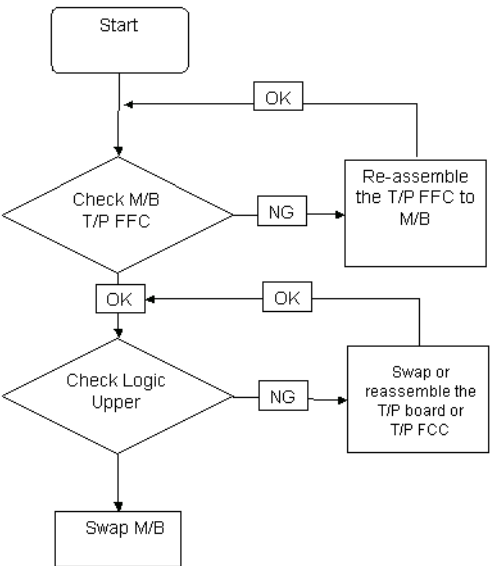 Start
OK
Check M/B
T/P FFC
NG
Re-assemble
the T/P FFC to
M/B
OK
OK
Check Logic
Upper
NG
Swap or
reassemble the
T/P board or
T/P FCC
Swap M/B